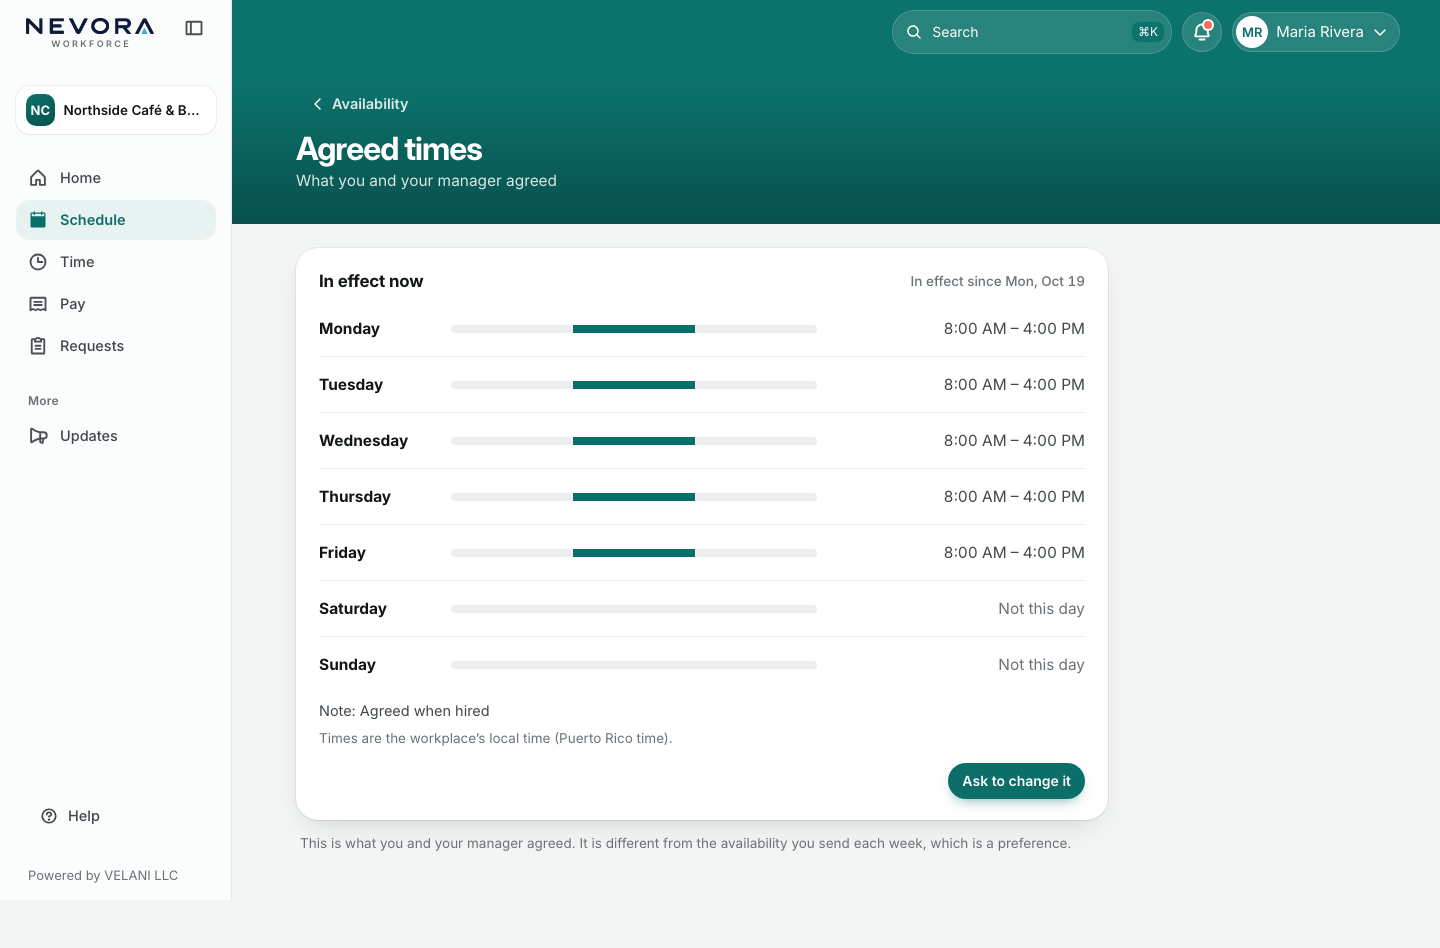 NEVORA
WORKFORCE
NC Northside Café & B...
Home
Schedule
Time
Pay
Requests
More
Updates
Help
Powered by VELANI LLC
Search ⌘K
MR Maria Rivera
Availability
Agreed times
What you and your manager agreed
In effect now In effect since Mon, Oct 19
Monday 8:00 AM – 4:00 PM
Tuesday 8:00 AM – 4:00 PM
Wednesday 8:00 AM – 4:00 PM
Thursday 8:00 AM – 4:00 PM
Friday 8:00 AM – 4:00 PM
Saturday Not this day
Sunday Not this day
Note: Agreed when hired
Times are the workplace’s local time (Puerto Rico time).
Ask to change it
This is what you and your manager agreed. It is different from the availability you send each week, which is a preference.